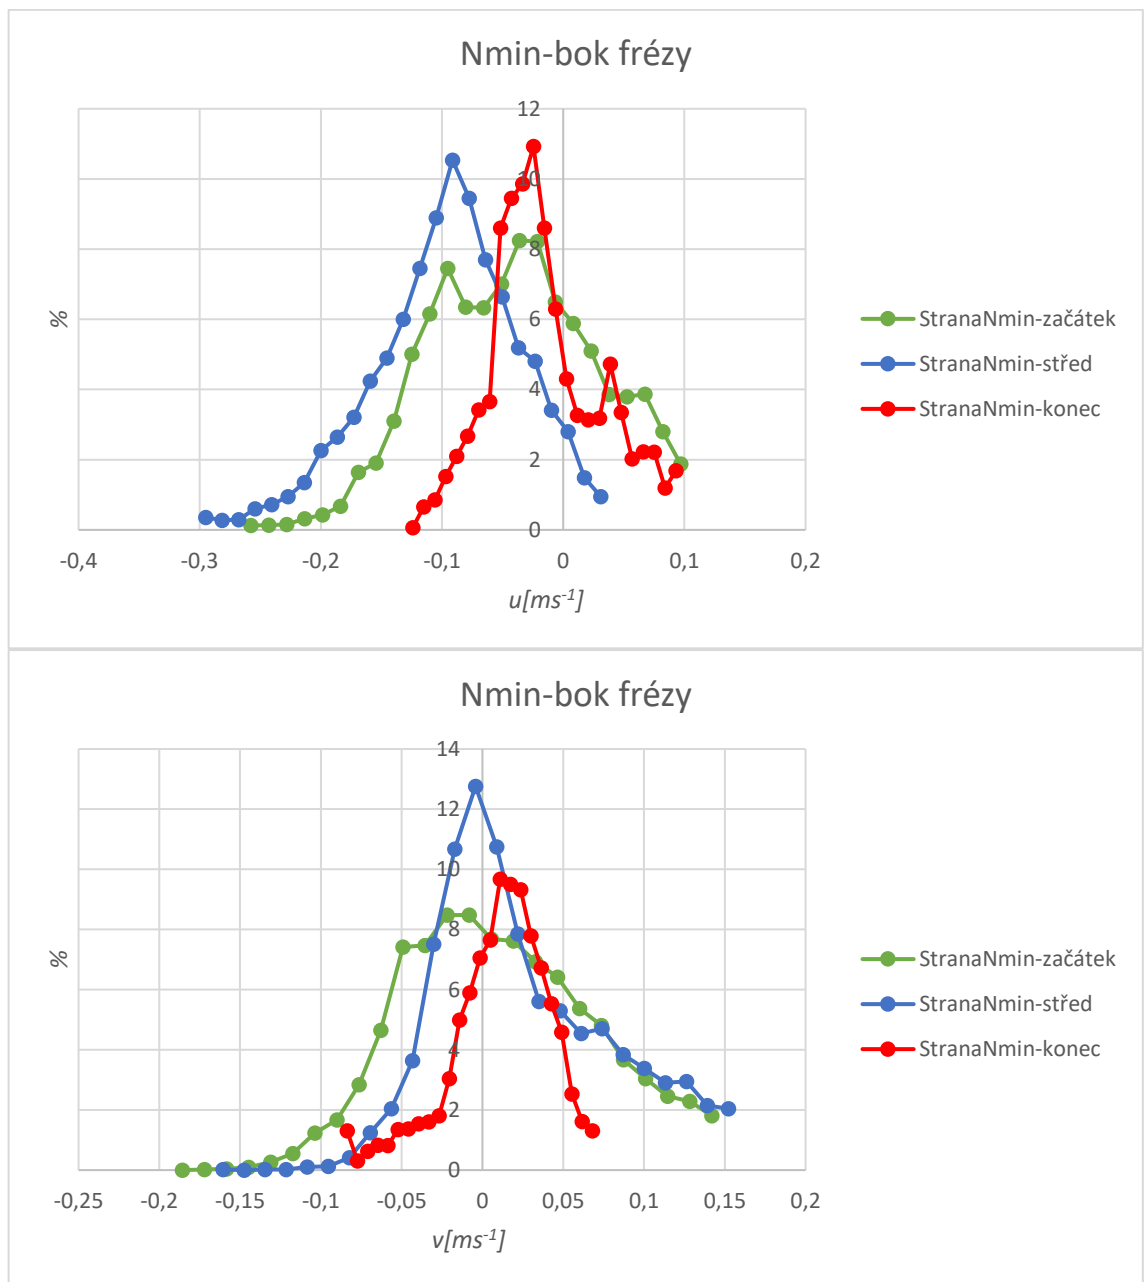 Nmin-bok frézy
12
10
8
6
4
2
0
%
-0,4 -0,3 -0,2 -0,1 0 0,1 0,2
u[ms⁻¹]
StranaNmin-začátek
StranaNmin-střed
StranaNmin-konec
Nmin-bok frézy
14
12
10
8
6
4
2
0
%
-0,25 -0,2 -0,15 -0,1 -0,05 0 0,05 0,1 0,15 0,2
v[ms⁻¹]
StranaNmin-začátek
StranaNmin-střed
StranaNmin-konec